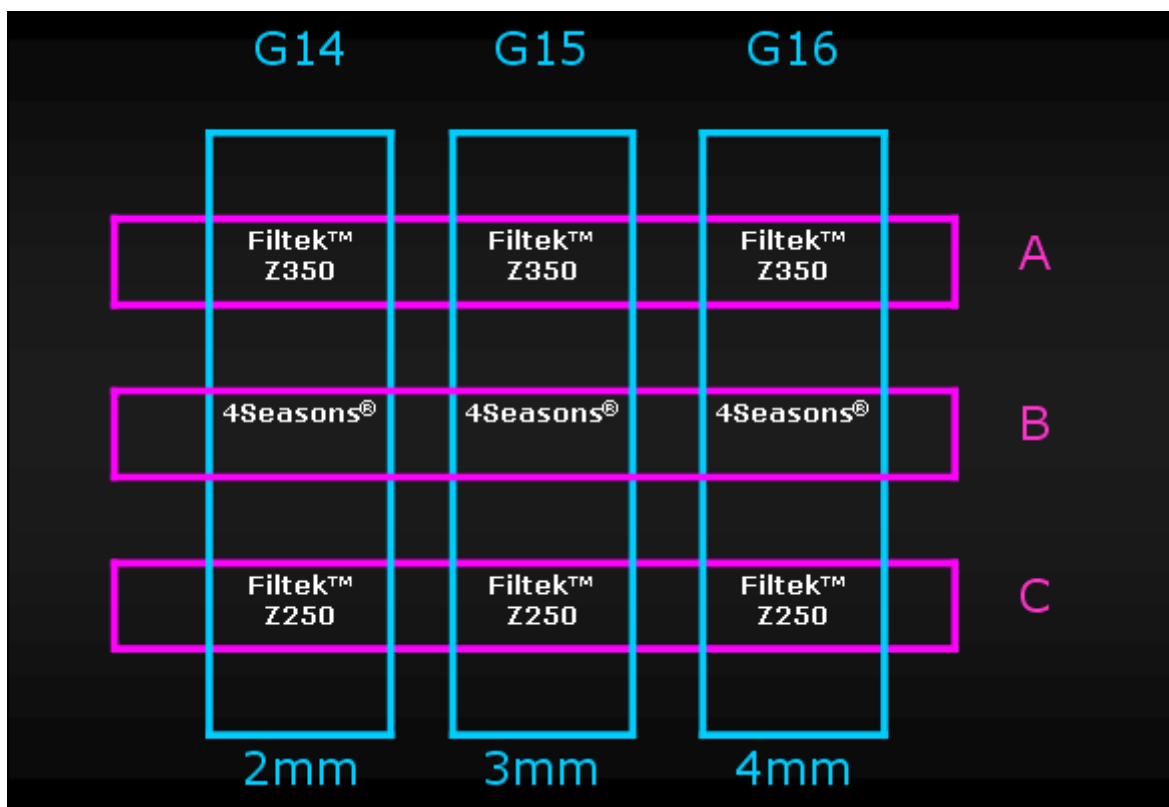 G14 G15 G16
Filtek™ Filtek™ Filtek™
Z350 Z350 Z350
A
4Seasons® 4Seasons® 4Seasons®
B
Filtek™ Filtek™ Filtek™
Z250 Z250 Z250
C
2mm 3mm 4mm